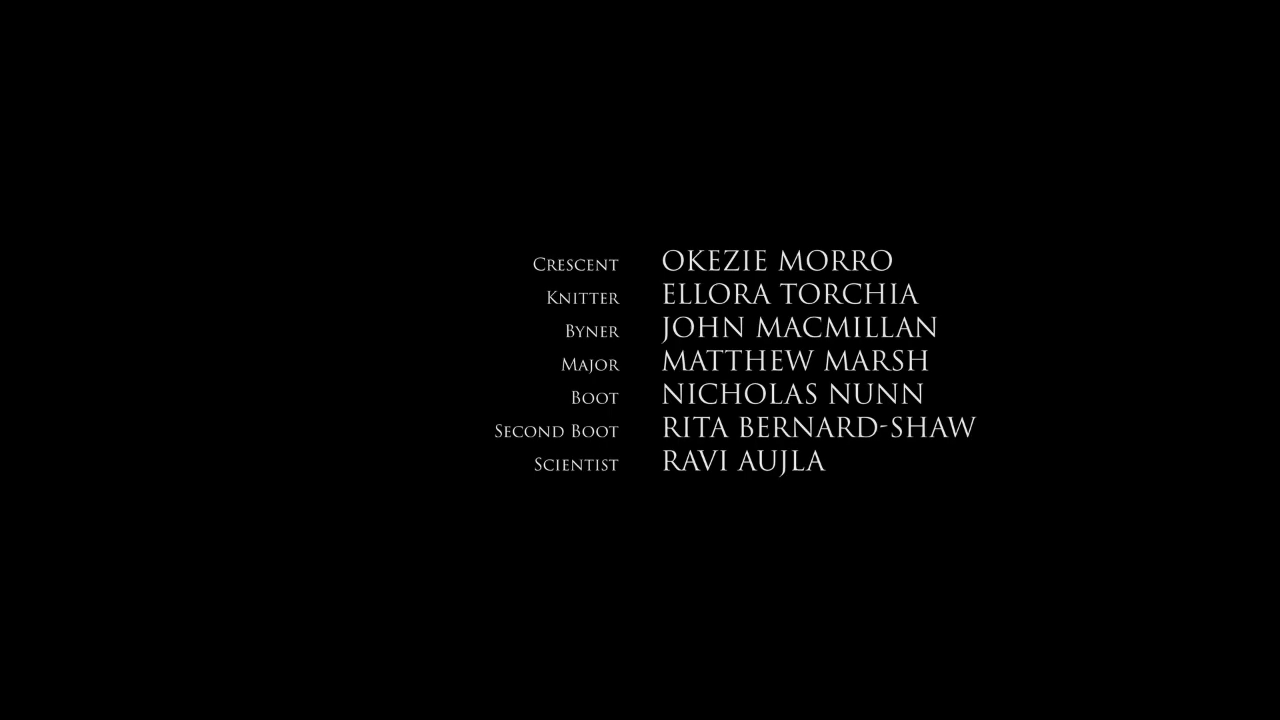 Crescent OKEZIE MORRO
Knitter ELLORA TORCHIA
Byner JOHN MACMILLAN
Major MATTHEW MARSH
Boot NICHOLAS NUNN
Second Boot RITA BERNARD-SHAW
Scientist RAVI AUJLA